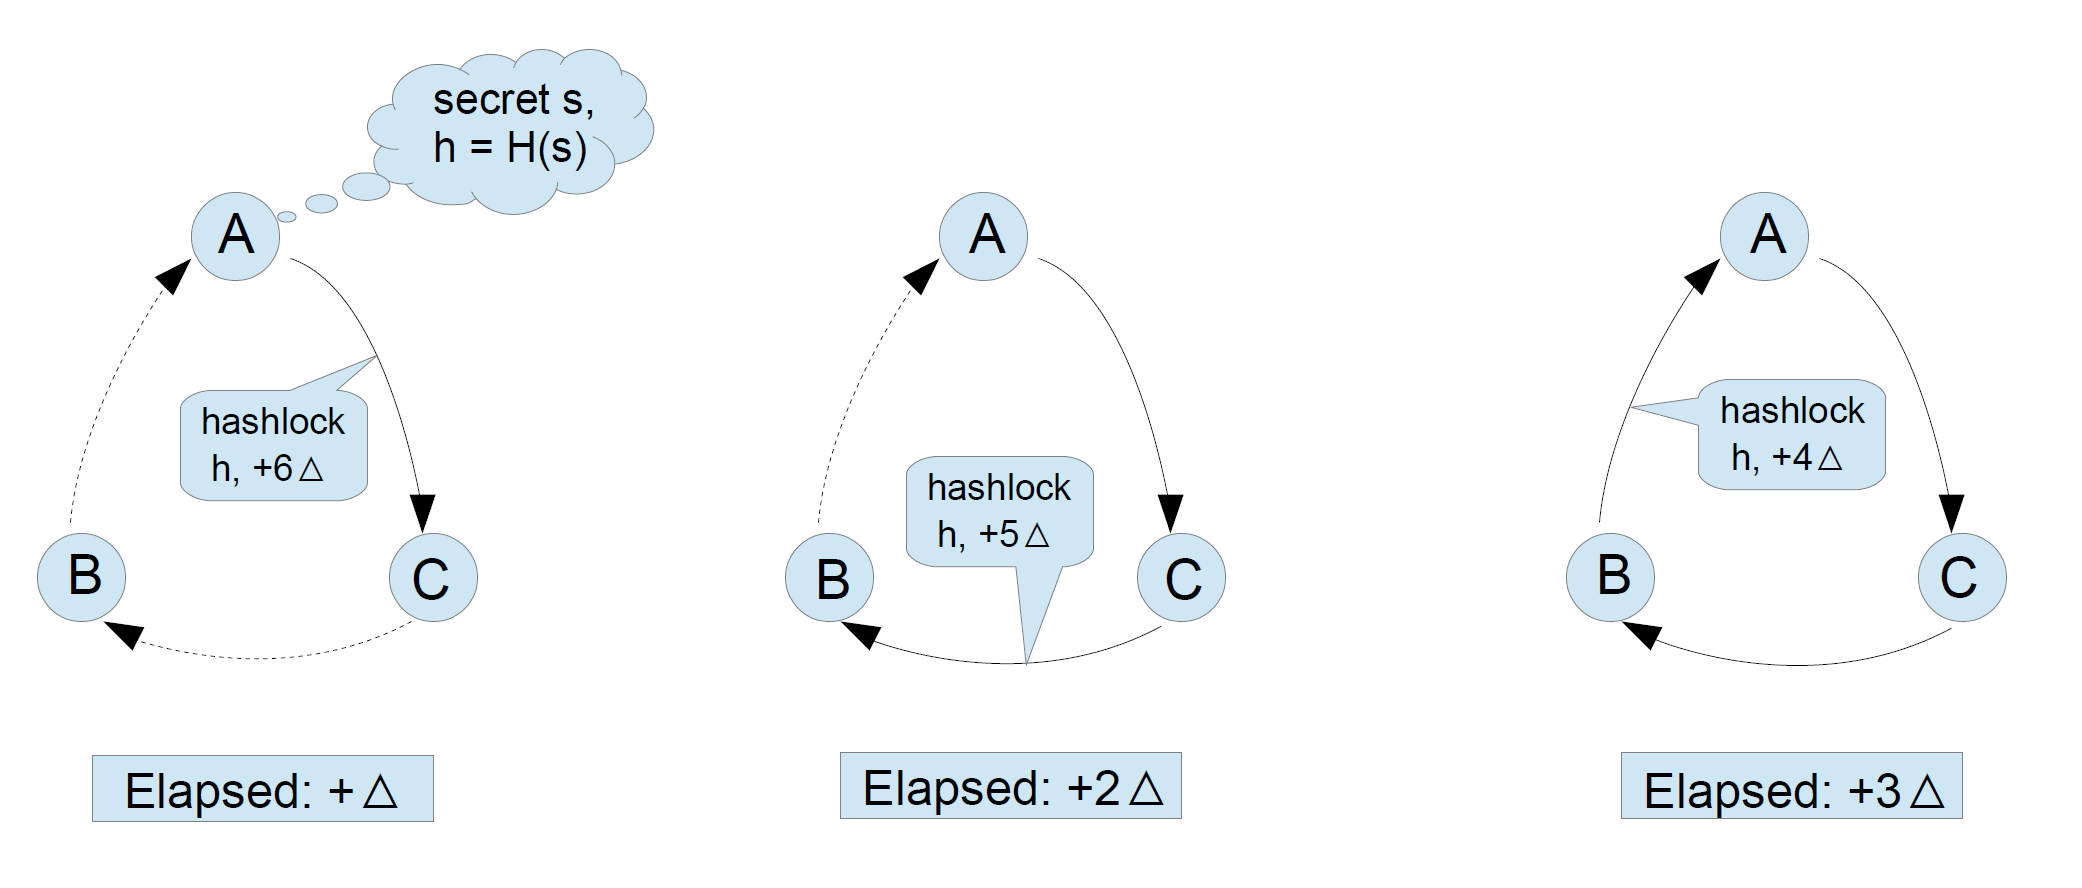 secret s,
h = H(s)
A
hashlock
h, +6△
B
C
Elapsed: +△
A
hashlock
h, +5△
B
C
Elapsed: +2△
A
hashlock
h, +4△
B
C
Elapsed: +3△